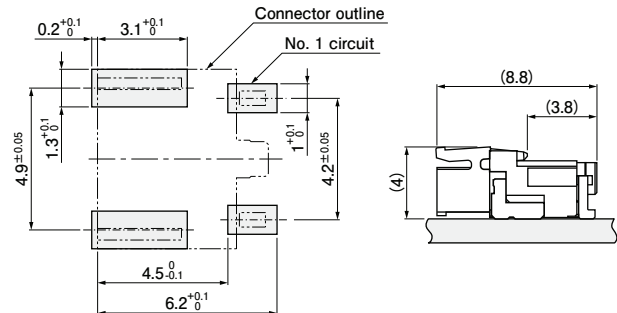 Connector outline
0.2 +0.1 0
3.1 +0.1 0
No. 1 circuit
(8.8)
(3.8)
1.3 +0.1 0
4.9 ±0.05
1 +0.1 0
4.2 ±0.05
(4)
4.5 0 -0.1
6.2 +0.1 0